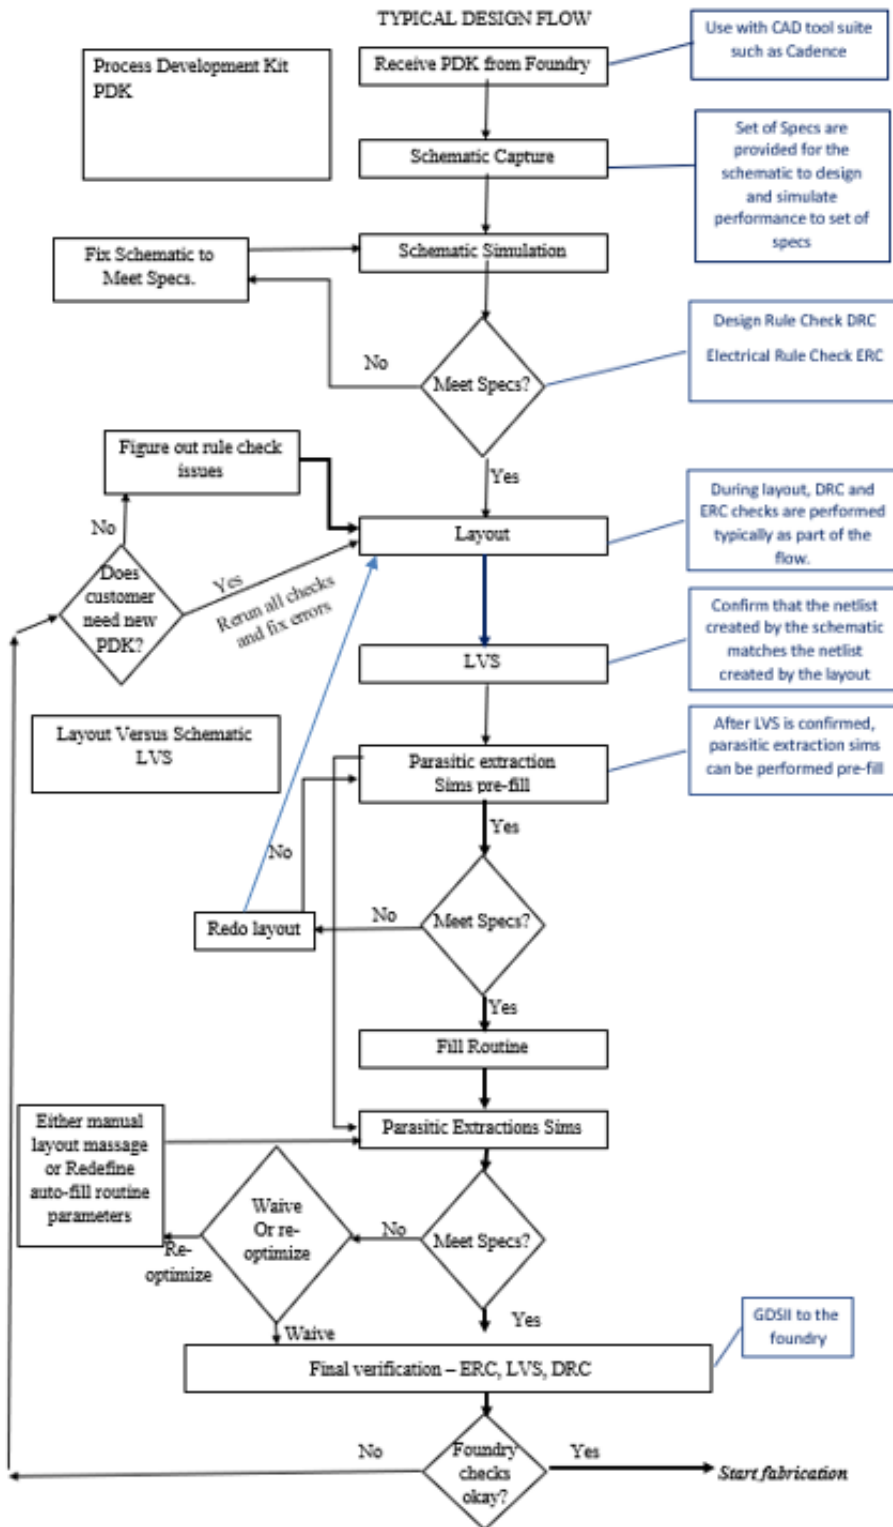 TYPICAL DESIGN FLOW
Use with CAD tool suite
such as Cadence
Process Development Kit
PDK
Receive PDK from Foundry
Schematic Capture
Set of Specs are
provided for the
schematic to design
and simulate
performance to set of
specs
Fix Schematic to
Meet Specs.
Schematic Simulation
Design Rule Check DRC
Electrical Rule Check ERC
No
Meet Specs?
Figure out rule check
issues
Yes
During layout, DRC and
ERC checks are performed
typically as part of the
flow.
No
Layout
Does
customer
need new
PDK?
Yes
Rerun all checks
and fix errors
Confirm that the netlist
created by the schematic
matches the netlist
created by the layout
LVS
Layout Versus Schematic
LVS
After LVS is confirmed,
parasitic extraction sims
can be performed pre-fill
Parasitic extraction
Sims pre-fill
Yes
No
Redo layout
No
Meet Specs?
Yes
Fill Routine
Either manual
layout massage
or Redefine
auto-fill routine
parameters
Parasitic Extractions Sims
Waive
Or re-
optimize
No
Meet Specs?
Re-
optimize
Waive
Yes
GDSII to the
foundry
Final verification – ERC, LVS, DRC
No
Foundry
checks
okay?
Yes
Start fabrication